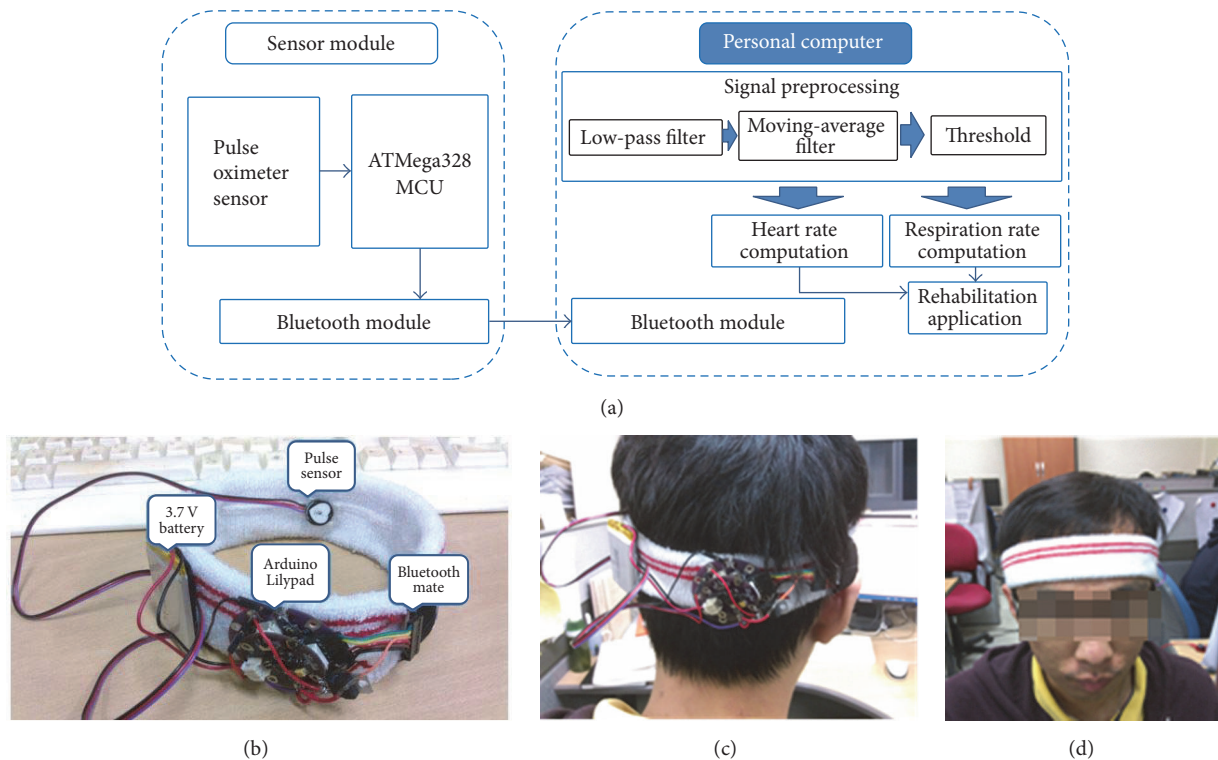 Sensor module
Personal computer
Signal preprocessing
Low-pass filter
Moving-average
filter
Threshold
Pulse
oximeter
sensor
ATMega328
MCU
Heart rate
computation
Respiration rate
computation
Rehabilitation
application
Bluetooth module
Bluetooth module
(a)
Pulse
sensor
3.7 V
battery
Arduino
Lilypad
Bluetooth
mate
(b)
(c)
(d)